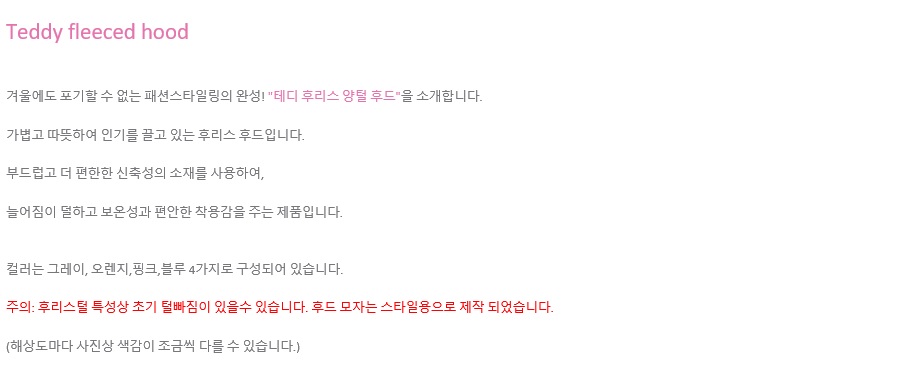 Teddy fleeced hood
겨울에도 포기할 수 없는 패션스타일링의 완성! "테디 후리스 양털 후드"을 소개합니다.
가볍고 따뜻하여 인기를 끌고 있는 후리스 후드입니다.
부드럽고 더 편한한 신축성의 소재를 사용하여,
늘어짐이 덜하고 보온성과 편안한 착용감을 주는 제품입니다.
컬러는 그레이, 오렌지,핑크,블루 4가지로 구성되어 있습니다.
주의: 후리스털 특성상 초기 털빠짐이 있을수 있습니다. 후드 모자는 스타일용으로 제작 되었습니다.
(해상도마다 사진상 색감이 조금씩 다를 수 있습니다.)